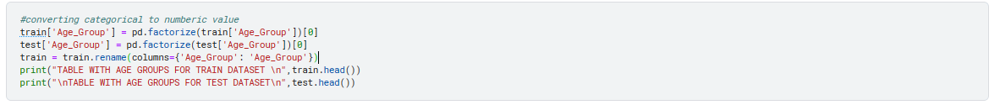 #converting categorical to numberic value
train['Age_Group'] = pd.factorize(train['Age_Group'])[0]
test['Age_Group'] = pd.factorize(test['Age_Group'])[0]
train = train.rename(columns={'Age_Group': 'Age_Group'})
print("TABLE WITH AGE GROUPS FOR TRAIN DATASET \n",train.head())
print("\nTABLE WITH AGE GROUPS FOR TEST DATASET\n",test.head())